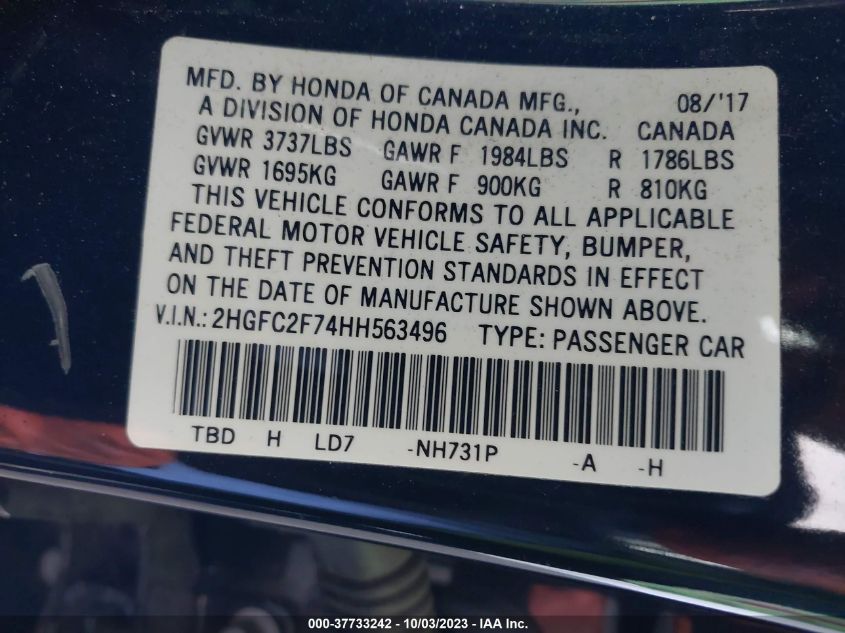 MFD. BY HONDA OF CANADA MFG., 08/'17
A DIVISION OF HONDA CANADA INC. CANADA
GVWR 3737LBS GAWR F 1984LBS R 1786LBS
GVWR 1695KG GAWR F 900KG R 810KG
THIS VEHICLE CONFORMS TO ALL APPLICABLE
FEDERAL MOTOR VEHICLE SAFETY, BUMPER,
AND THEFT PREVENTION STANDARDS IN EFFECT
ON THE DATE OF MANUFACTURE SHOWN ABOVE.
V.I.N.: 2HGFC2F74HH563496 TYPE: PASSENGER CAR
TBD H LD7 -NH731P -A -H
000-37733242 - 10/03/2023 - IAA Inc.